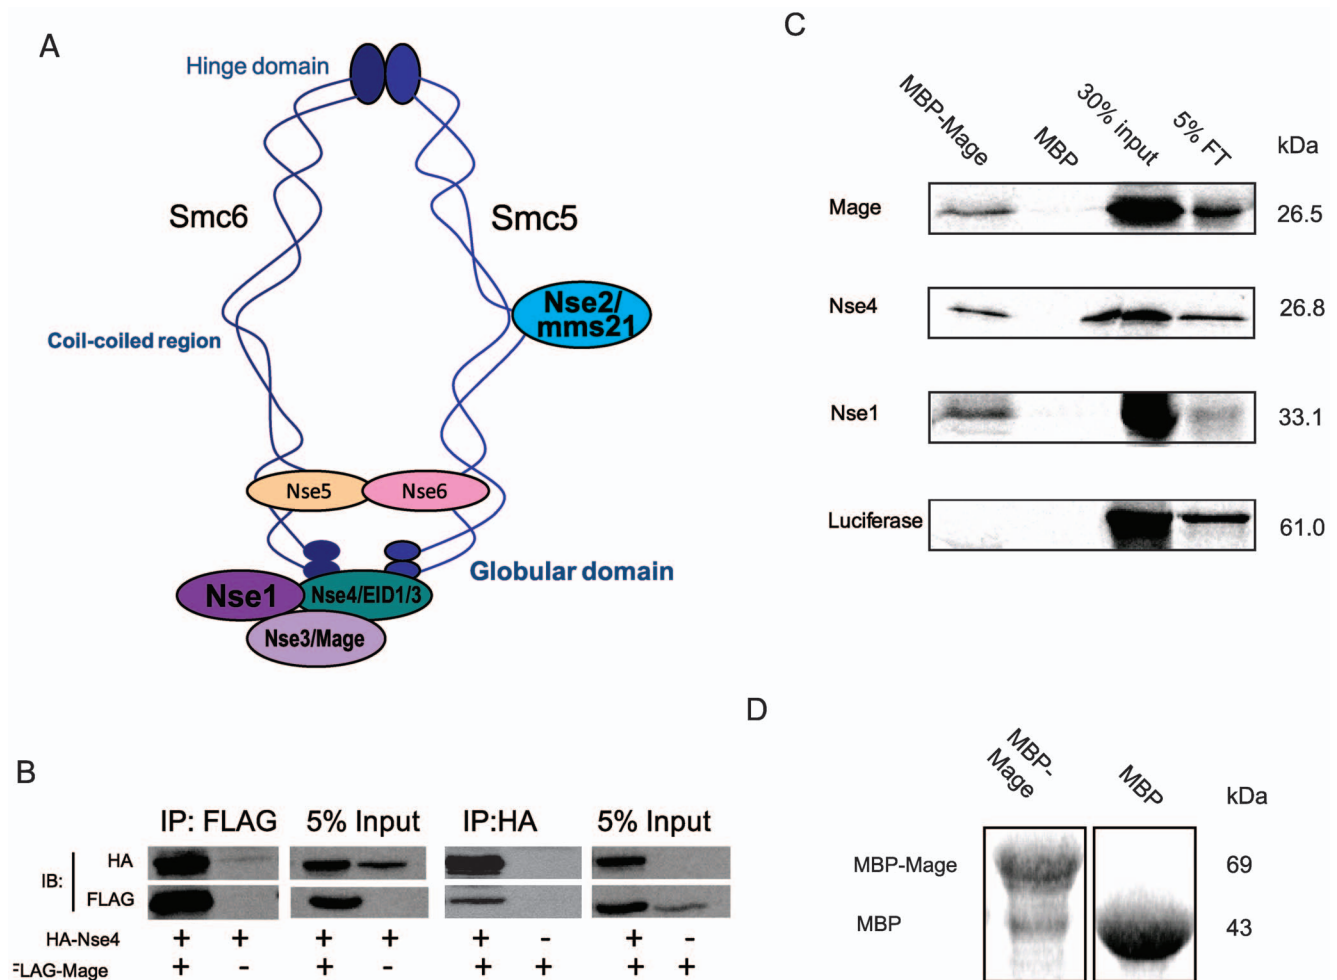 A
Hinge domain
Smc6
Smc5
Nse2/
mms21
Coil-coiled region
Nse5
Nse6
Globular domain
Nse1
Nse4/EID1/3
Nse3/Mage
B
IP: FLAG
5% Input
IP:HA
5% Input
IB:
HA
FLAG
HA-Nse4 + + + + + - + -
FLAG-Mage + - + - + + + +
C
MBP-Mage
MBP
30% input
5% FT
kDa
Mage
26.5
Nse4
26.8
Nse1
33.1
Luciferase
61.0
D
MBP-
Mage
MBP
kDa
MBP-Mage
69
MBP
43